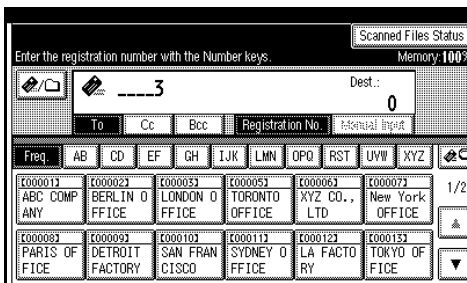 Scanned Files Status
Enter the registration number with the Number keys.
Memory:100%
____3
Dest.:
0
To Cc Bcc Registration No. Manual Input
Freq. AB CD EF GH IJK LMN OPQ RST UVW XYZ
[00001] [00002] [00003] [00005] [00006] [00007]
ABC COMP BERLIN O LONDON O TORONTO XYZ CO., New York
ANY FFICE FFICE OFFICE LTD OFFICE
1/2
[00008] [00009] [00010] [00011] [00012] [00013]
PARIS OF DETROIT SAN FRAN SYDNEY O LA FACTO TOKYO OF
FICE FACTORY CISCO FFICE RY FICE